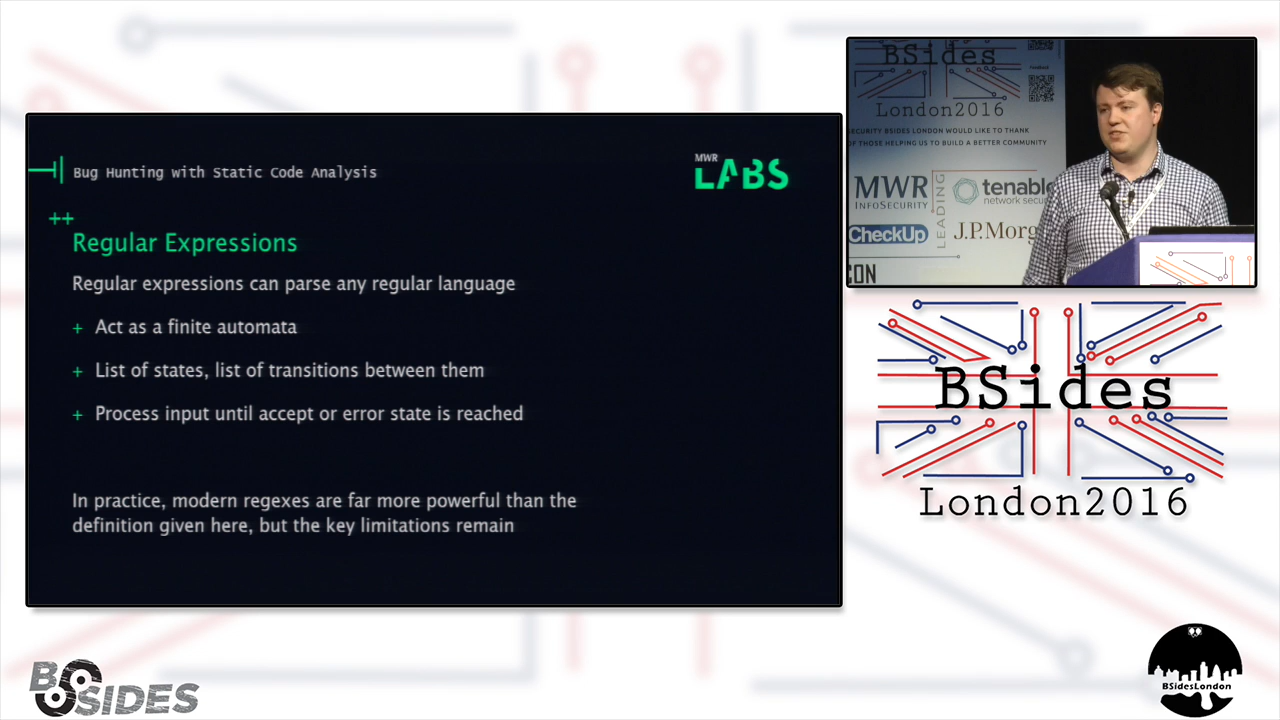 Bug Hunting with Static Code Analysis
MWR
LABS
++
Regular Expressions
Regular expressions can parse any regular language
+ Act as a finite automata
+ List of states, list of transitions between them
+ Process input until accept or error state is reached
In practice, modern regexes are far more powerful than the
definition given here, but the key limitations remain
BSides
London2016
SECURITY BSIDES LONDON WOULD LIKE TO THANK
OF THOSE HELPING US TO BUILD A BETTER COMMUNITY
MWR
INFOSECURITY
LEADING
tenable
network secur
CheckUp
J.P.Morg
CON
BSides
London2016
BSIDES
BSidesLondon